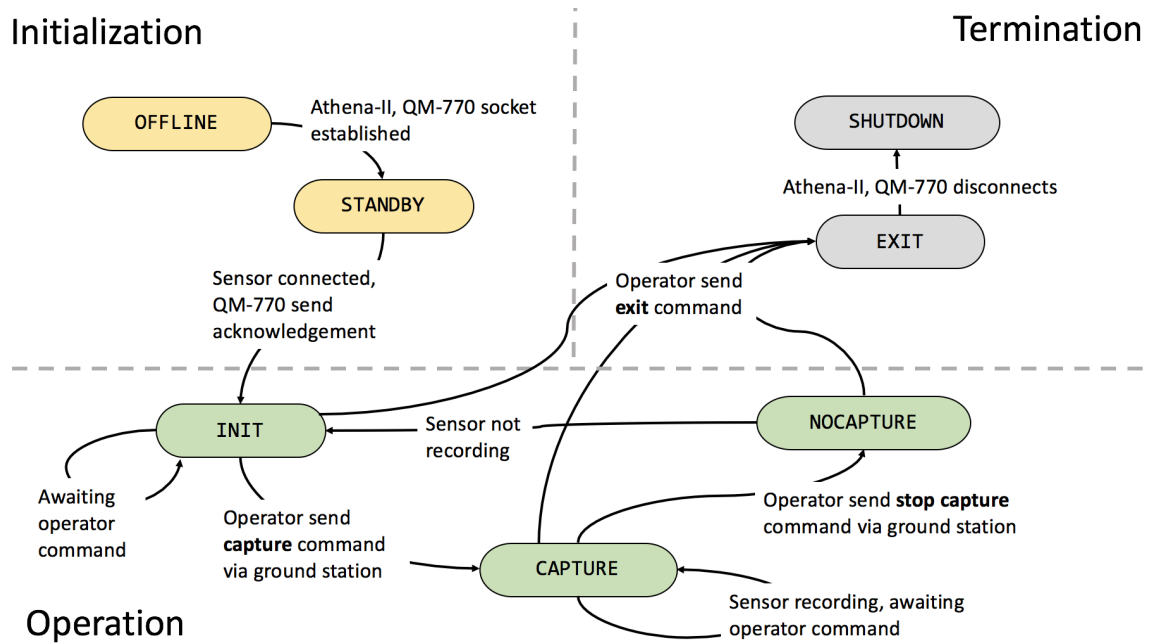 Initialization
Termination
OFFLINE
Athena-II, QM-770 socket
established
STANDBY
Sensor connected,
QM-770 send
acknowledgement
SHUTDOWN
Athena-II, QM-770 disconnects
EXIT
Operator send
exit command
INIT
Sensor not
recording
NOCAPTURE
Awaiting
operator
command
Operator send
capture command
via ground station
Operator send stop capture
command via ground station
CAPTURE
Sensor recording, awaiting
operator command
Operation